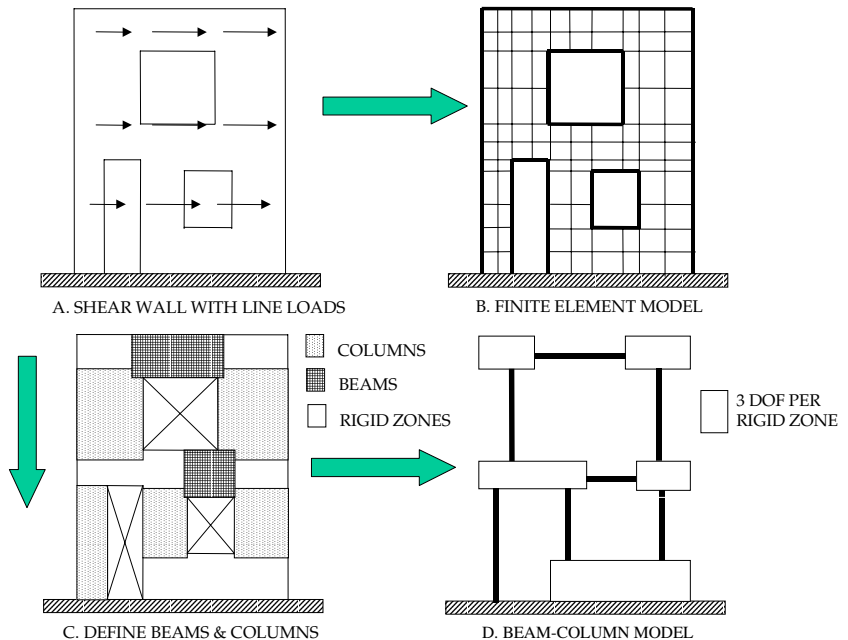 A. SHEAR WALL WITH LINE LOADS
B. FINITE ELEMENT MODEL
COLUMNS
BEAMS
RIGID ZONES
3 DOF PER
RIGID ZONE
C. DEFINE BEAMS & COLUMNS
D. BEAM-COLUMN MODEL